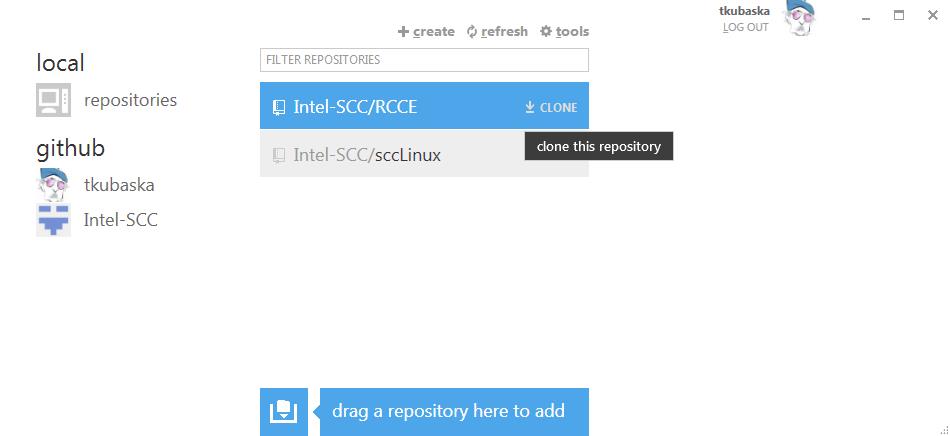 tkubaska
LOG OUT
create refresh tools
local
FILTER REPOSITORIES
repositories
Intel-SCC/RCCE CLONE
clone this repository
github
Intel-SCC/sccLinux
tkubaska
Intel-SCC
drag a repository here to add